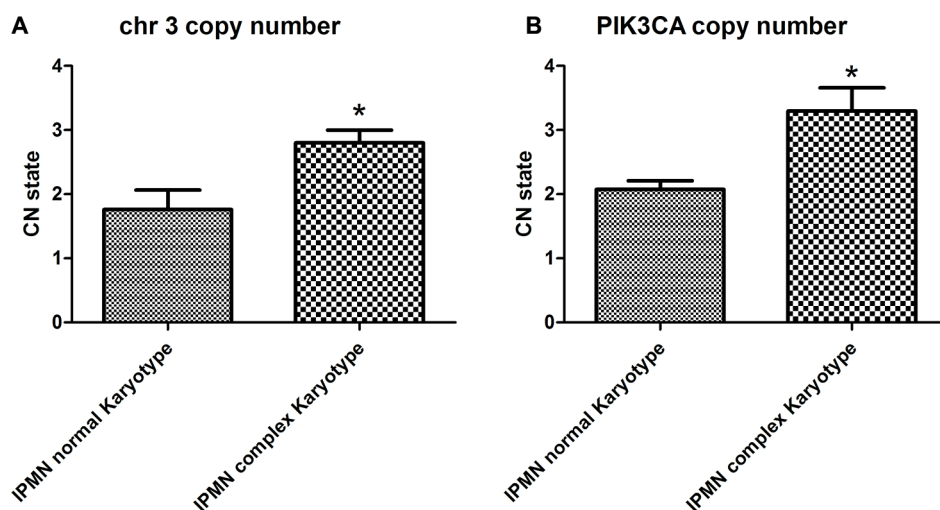 A chr 3 copy number
4
3
2
1
0
CN state
*
IPMN normal Karyotype
IPMN complex Karyotype
B PIK3CA copy number
4
3
2
1
0
CN state
*
IPMN normal Karyotype
IPMN complex Karyotype